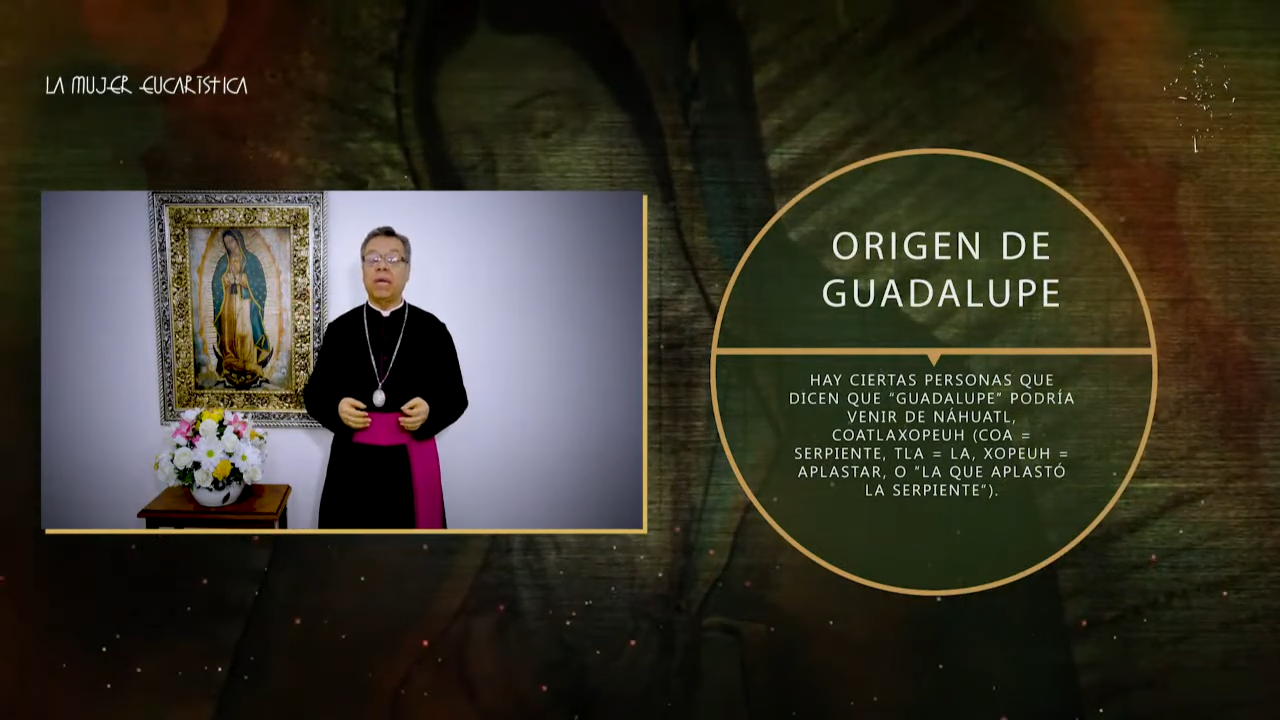 LA MUJER EUCARÍSTICA
ORIGEN DE
GUADALUPE
HAY CIERTAS PERSONAS QUE
DICEN QUE “GUADALUPE” PODRÍA
VENIR DE NÁHUATL,
COATLAXOPEUH (COA =
SERPIENTE, TLA = LA, XOPEUH =
APLASTAR, O “LA QUE APLASTÓ
LA SERPIENTE”).